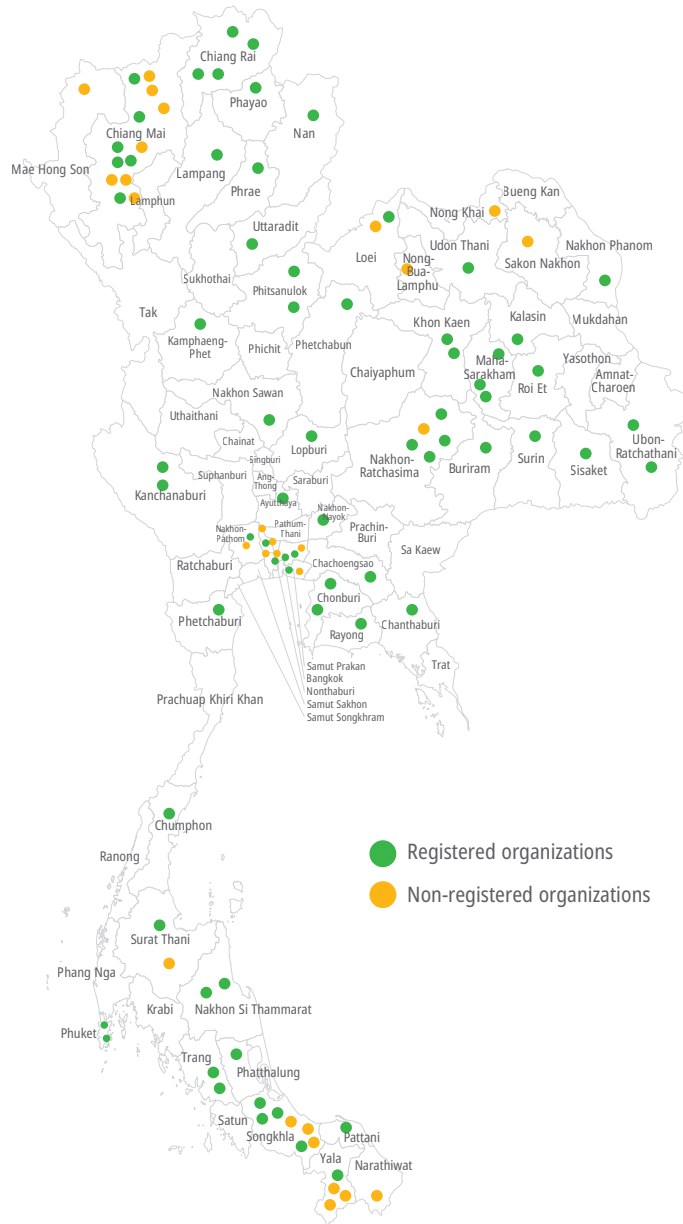 Chiang Rai
Phayao
Nan
Chiang Mai
Mae Hong Son
Lampang
Phrae
Lamphun
Uttaradit
Bueng Kan
Nong Khai
Loei
Udon Thani
Nakhon Phanom
Nong-
Bua-
Lamphu
Sakon Nakhon
Sukhothai
Phitsanulok
Tak
Kamphaeng-
Phet
Phichit
Phetchabun
Khon Kaen
Kalasin
Mukdahan
Chaiyaphum
Maha-
Sarakham
Roi Et
Yasothon
Amnat-
Charoen
Nakhon Sawan
Uthaithani
Chainat
Lopburi
Singburi
Ang-
Thong
Saraburi
Suphanburi
Kanchanaburi
Ayutthaya
Nakhon-
Ratchasima
Buriram
Surin
Sisaket
Ubon-
Ratchathani
Nakhon-
Nayok
Nakhon-
Pathom
Pathum-
Thani
Prachin-
Buri
Sa Kaew
Ratchaburi
Chachoengsao
Chonburi
Phetchaburi
Rayong
Chanthaburi
Trat
Samut Prakan
Bangkok
Nonthaburi
Samut Sakhon
Samut Songkhram
Prachuap Khiri Khan
Chumphon
Ranong
Registered organizations
Non-registered organizations
Surat Thani
Phang Nga
Krabi
Nakhon Si Thammarat
Phuket
Trang
Phatthalung
Satun
Songkhla
Pattani
Yala
Narathiwat